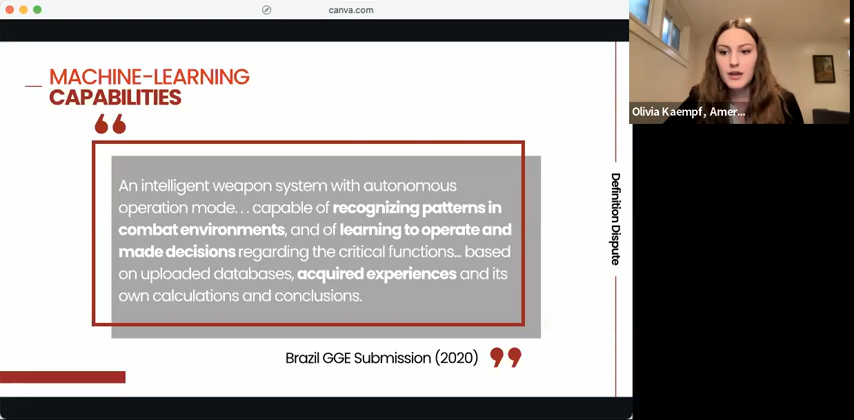 canva.com
MACHINE-LEARNING
CAPABILITIES
❝
An intelligent weapon system with autonomous
operation mode. . . capable of recognizing patterns in
combat environments, and of learning to operate and
made decisions regarding the critical functions... based
on uploaded databases, acquired experiences and its
own calculations and conclusions.
Brazil GGE Submission (2020) ❞
Definition Dispute
Olivia Kaempf, Amer...